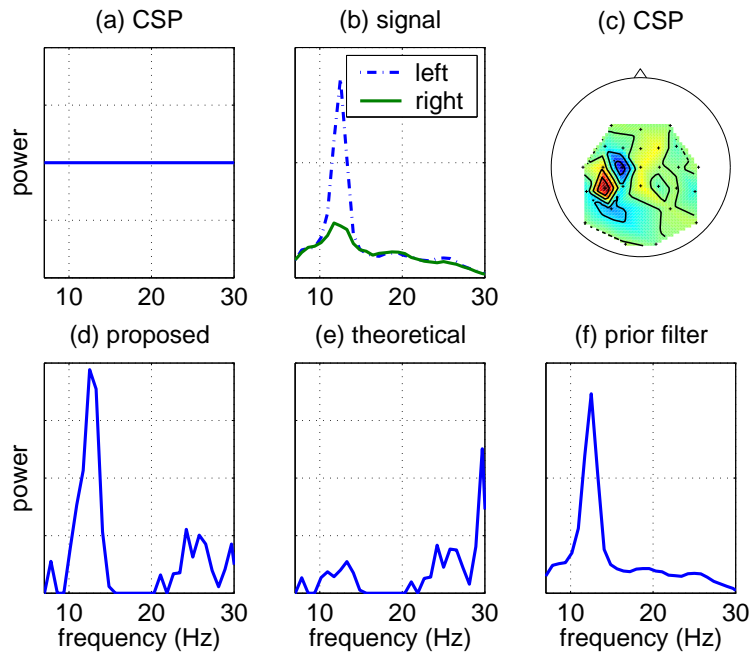 (a) CSP
(b) signal
(c) CSP
left
right
power
10 20 30
10 20 30
(d) proposed
(e) theoretical
(f) prior filter
power
10 20 30
10 20 30
10 20 30
frequency (Hz)
frequency (Hz)
frequency (Hz)